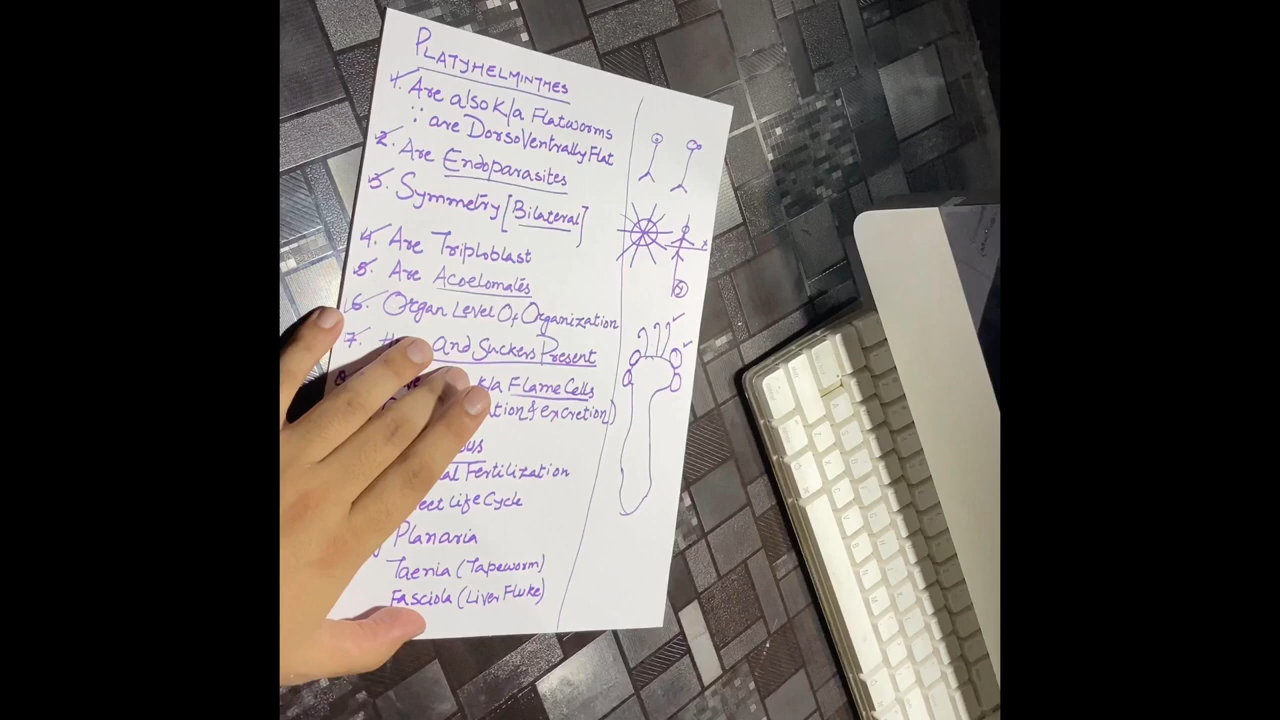 PLATYHELMINTHES
1. Are also K/a Flatworms
∵ are DorsoVentrally Flat
2. Are Endoparasites
3. Symmetry [Bilateral]
4. Are Triploblast
5. Are Acoelomates
6. Organ Level Of Organization
7. and Suckers Present
K/a Flame Cells
& Excretion)
Fertilization
Life Cycle
Planaria
Taenia (Tapeworm)
Fasciola (Liver Fluke)